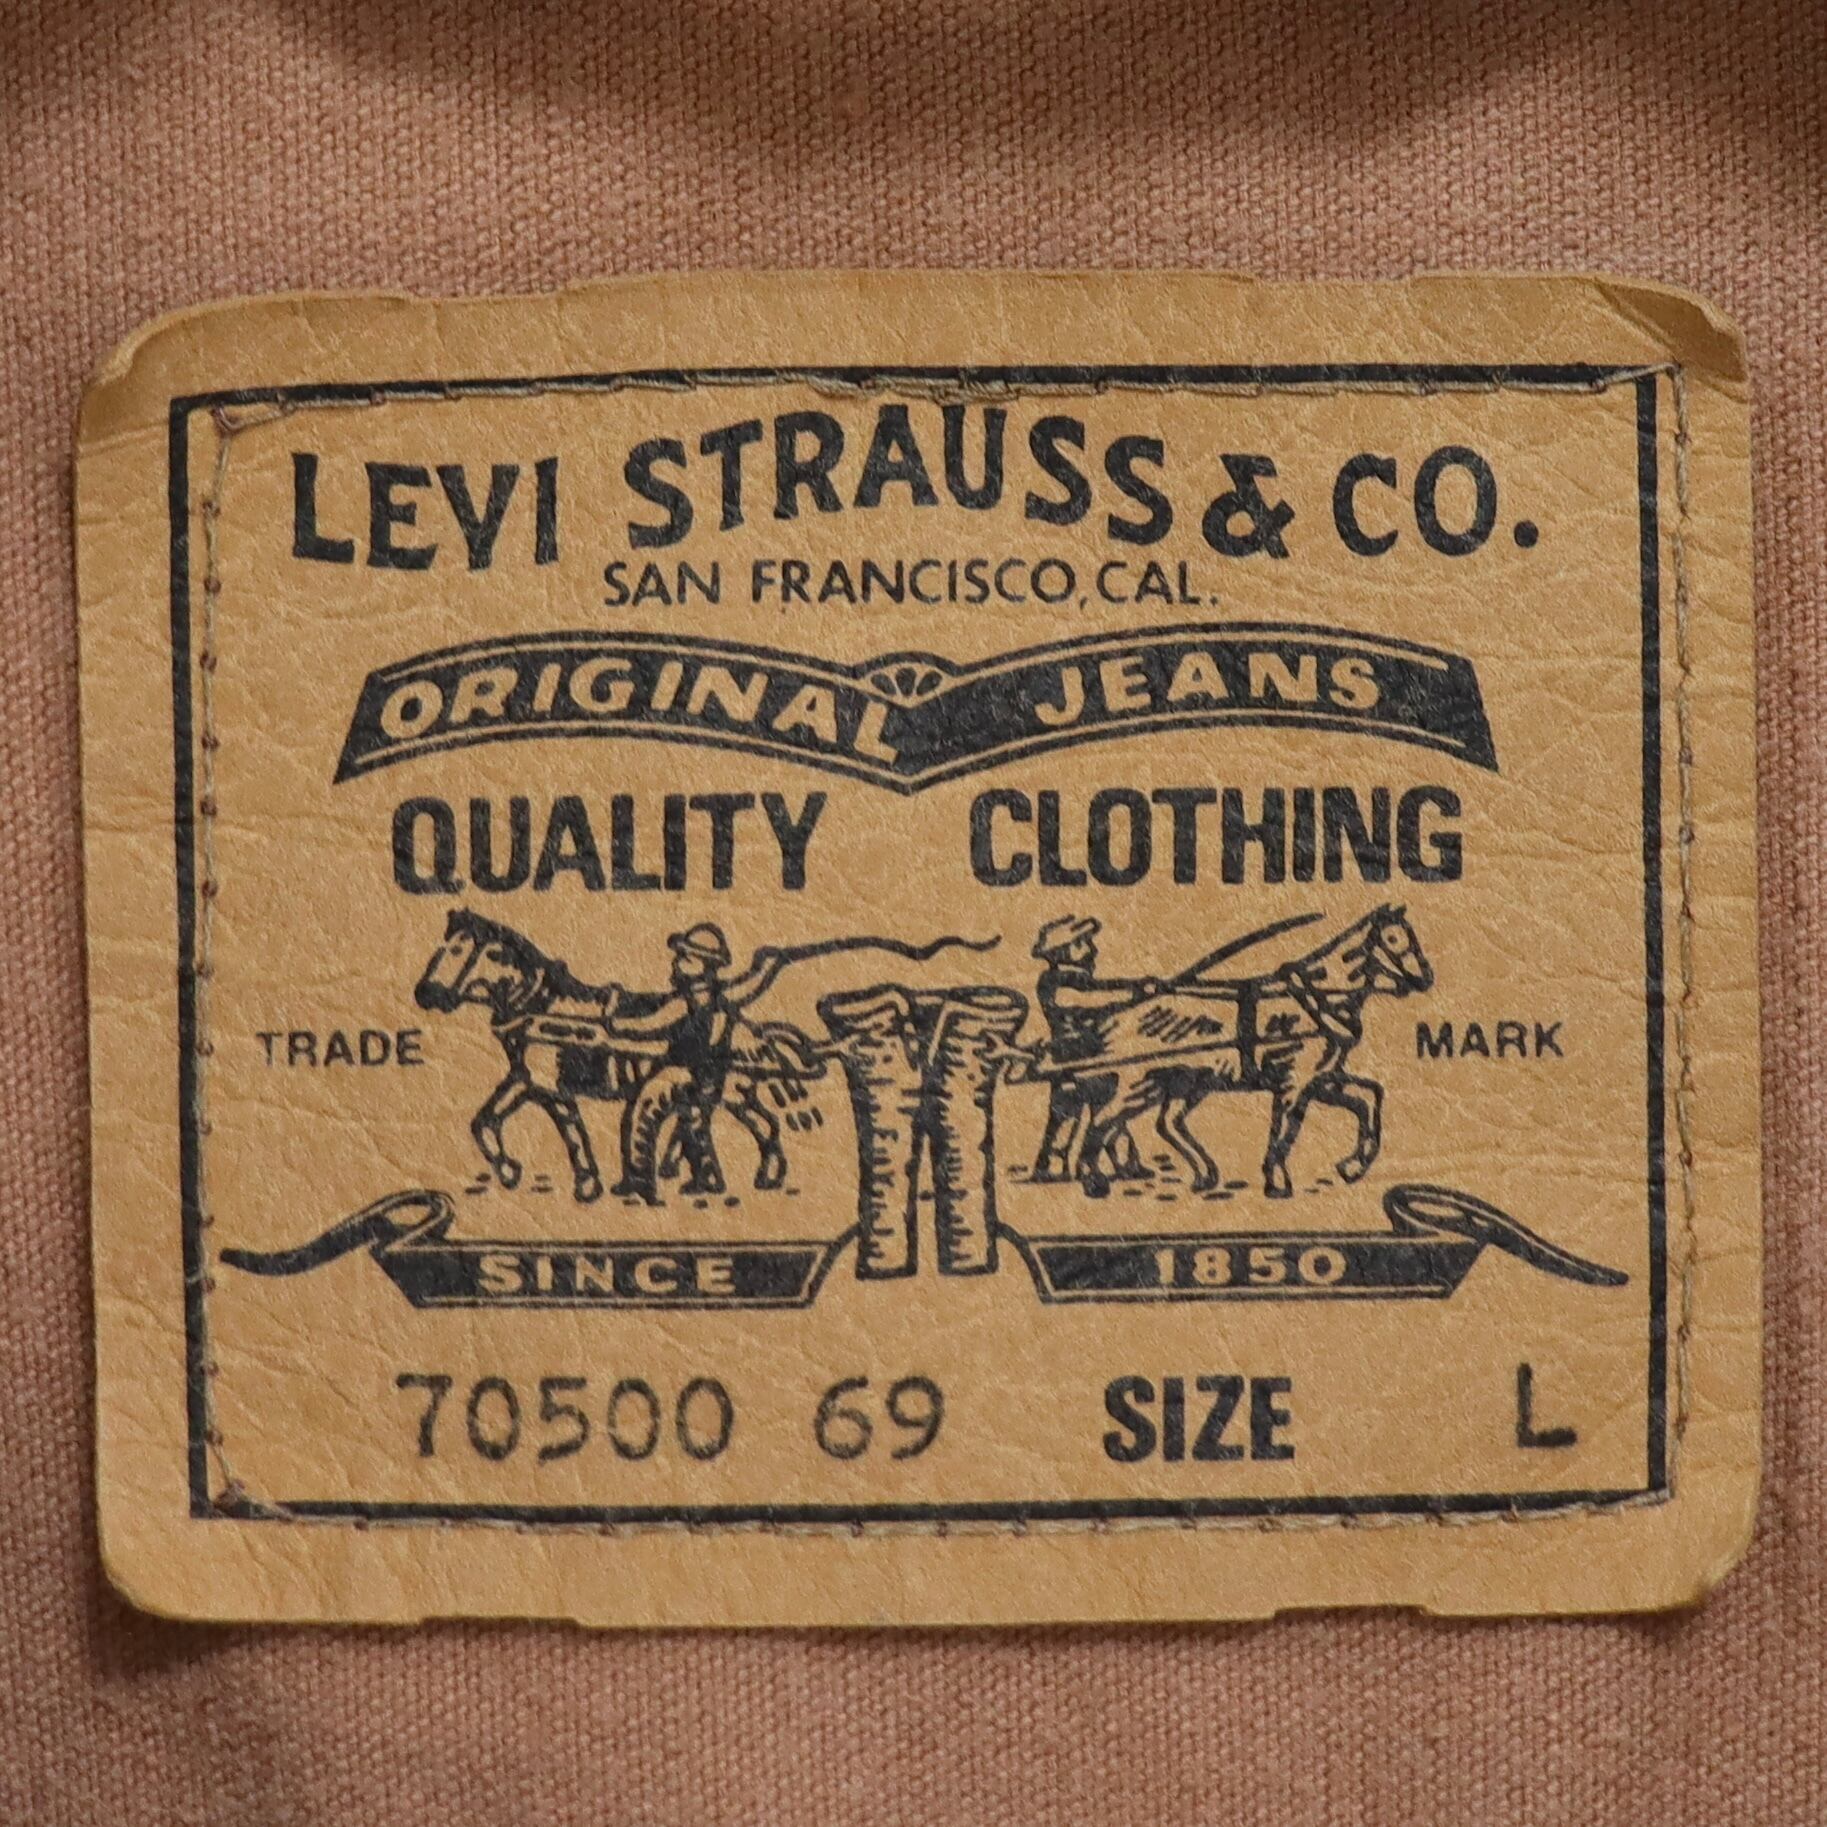 LEVI STRAUSS & CO.
SAN FRANCISCO, CAL.
ORIGINAL JEANS
QUALITY CLOTHING
TRADE MARK
SINCE 1850
70500 69 SIZE L